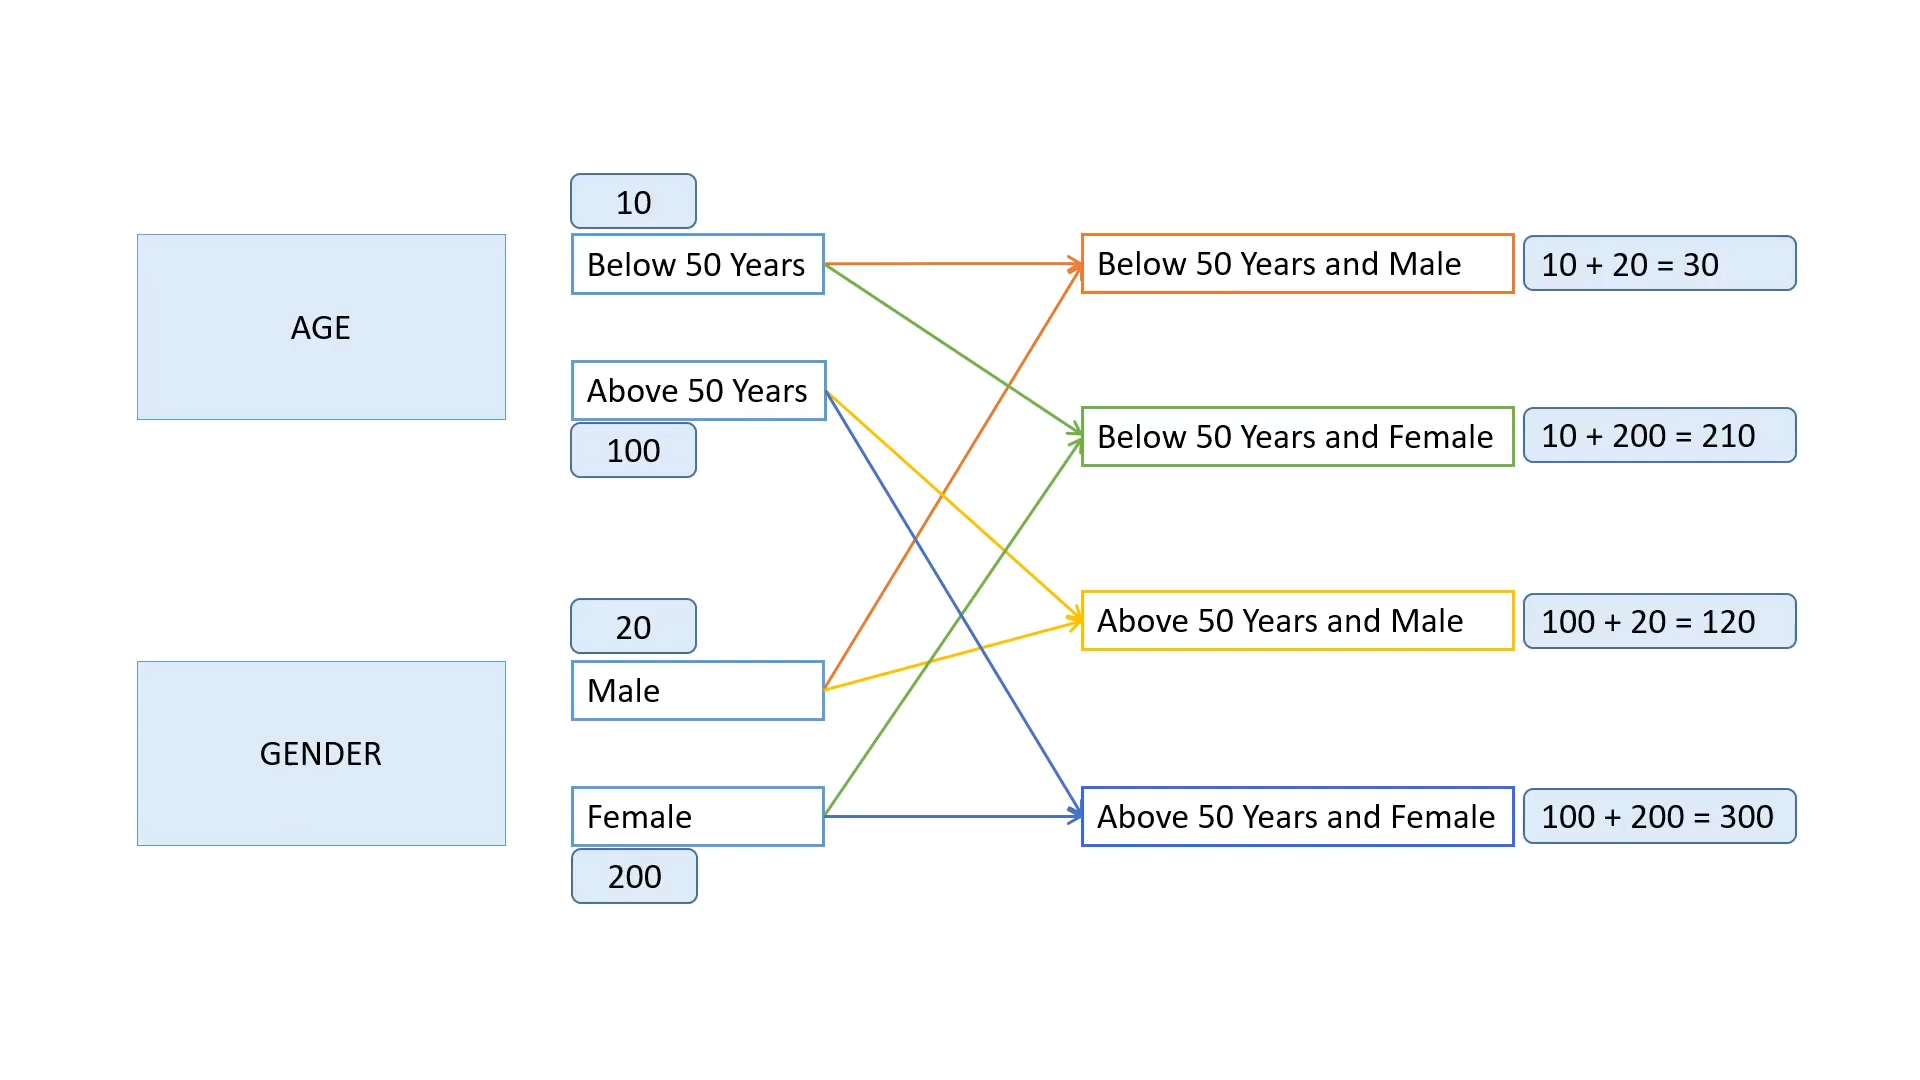 AGE
10
Below 50 Years
Above 50 Years
100
GENDER
20
Male
Female
200
Below 50 Years and Male
10 + 20 = 30
Below 50 Years and Female
10 + 200 = 210
Above 50 Years and Male
100 + 20 = 120
Above 50 Years and Female
100 + 200 = 300